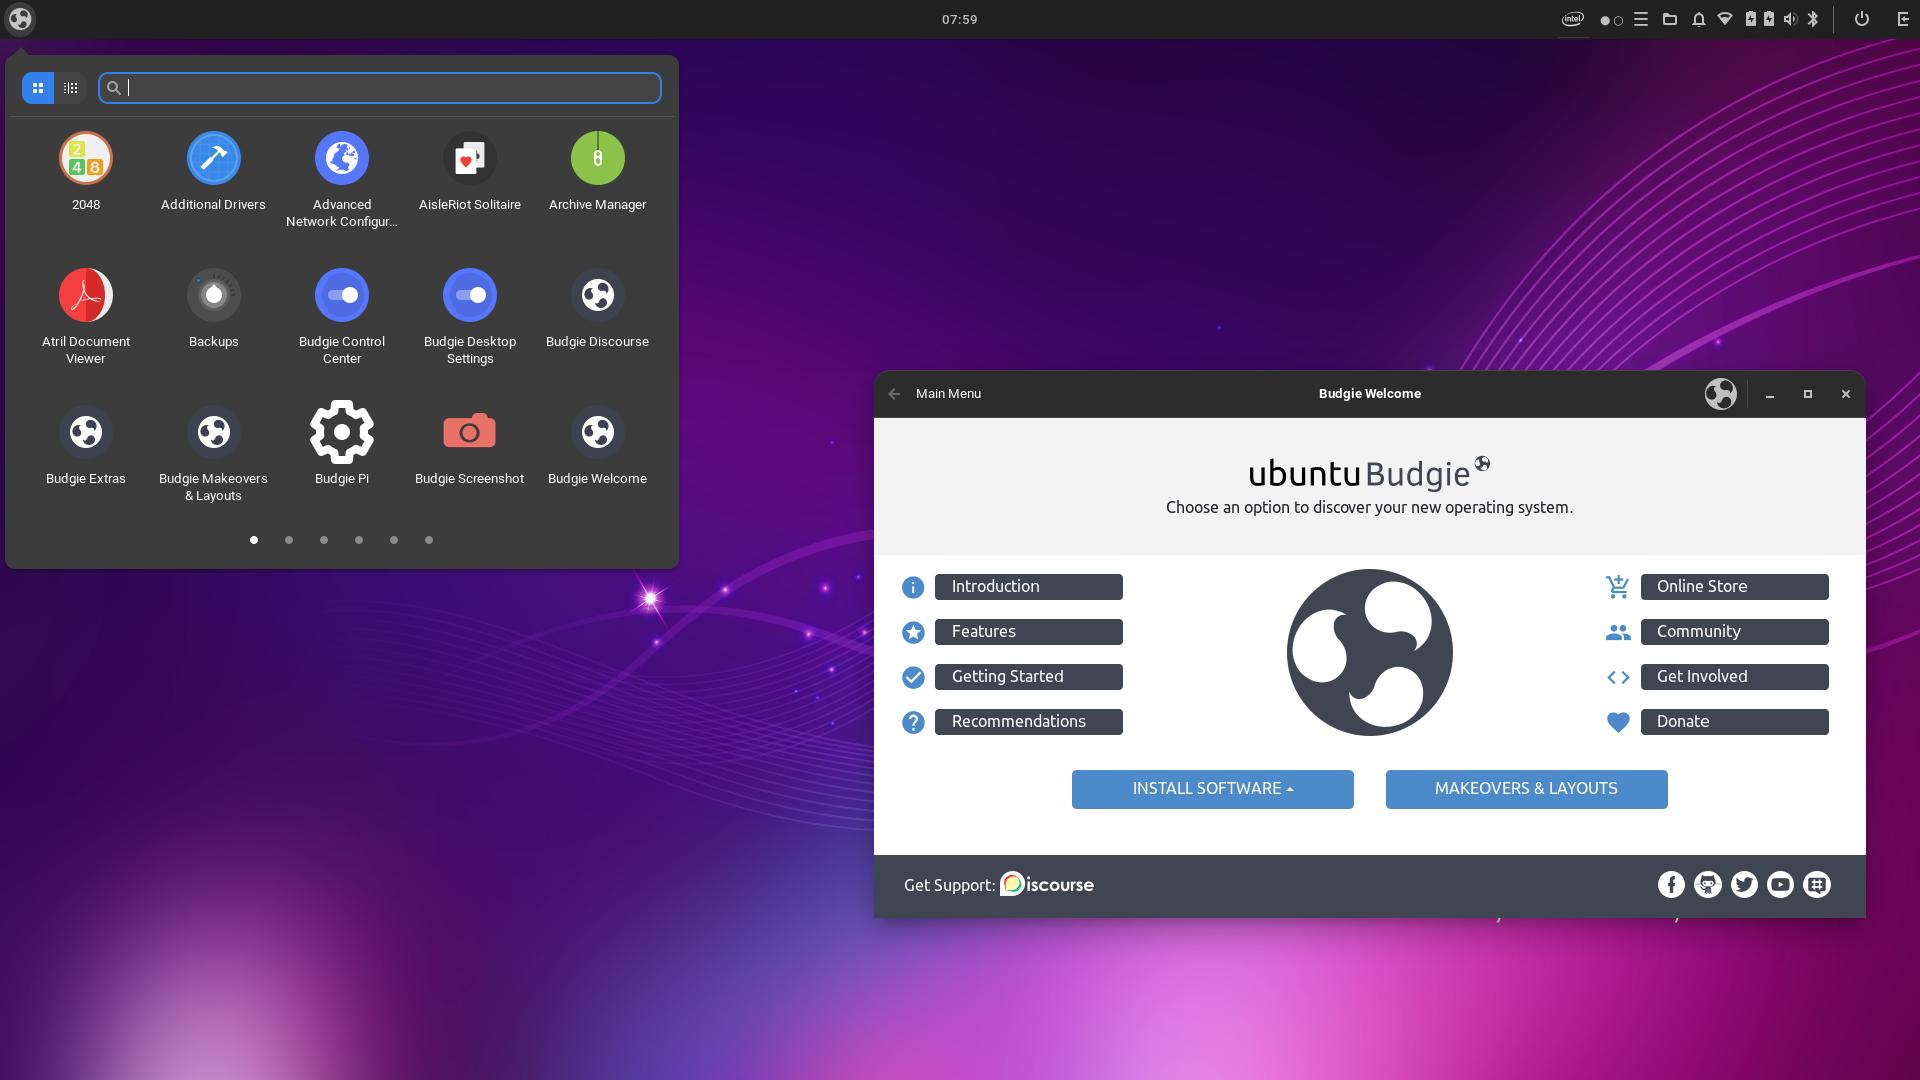 07:59
intel
2048
Additional Drivers
Advanced
Network Configur...
AisleRiot Solitaire
Archive Manager
Atril Document
Viewer
Backups
Budgie Control
Center
Budgie Desktop
Settings
Budgie Discourse
Budgie Extras
Budgie Makeovers
& Layouts
Budgie Pi
Budgie Screenshot
Budgie Welcome
Main Menu
Budgie Welcome
ubuntu Budgie
Choose an option to discover your new operating system.
Introduction
Features
Getting Started
Recommendations
Online Store
Community
Get Involved
Donate
INSTALL SOFTWARE
MAKEOVERS & LAYOUTS
Get Support: Discourse